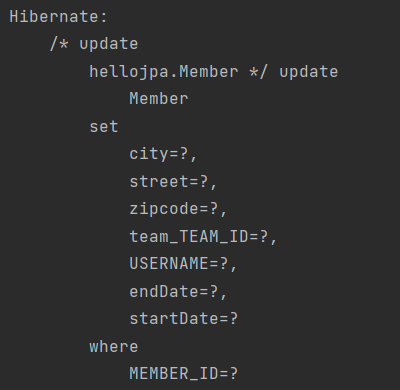 Hibernate:
    /* update
        hellojpa.Member */ update
            Member
        set
            city=?,
            street=?,
            zipcode=?,
            team_TEAM_ID=?,
            USERNAME=?,
            endDate=?,
            startDate=?
        where
            MEMBER_ID=?